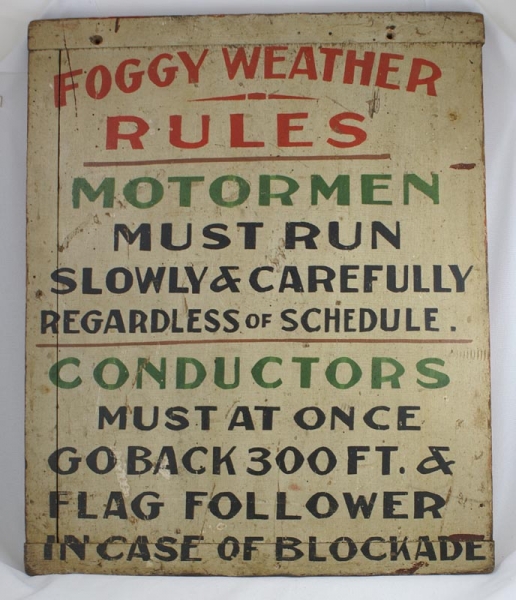 FOGGY WEATHER
RULES
MOTORMEN
MUST RUN
SLOWLY & CAREFULLY
REGARDLESS OF SCHEDULE.
CONDUCTORS
MUST AT ONCE
GO BACK 300 FT. &
FLAG FOLLOWER
IN CASE OF BLOCKADE